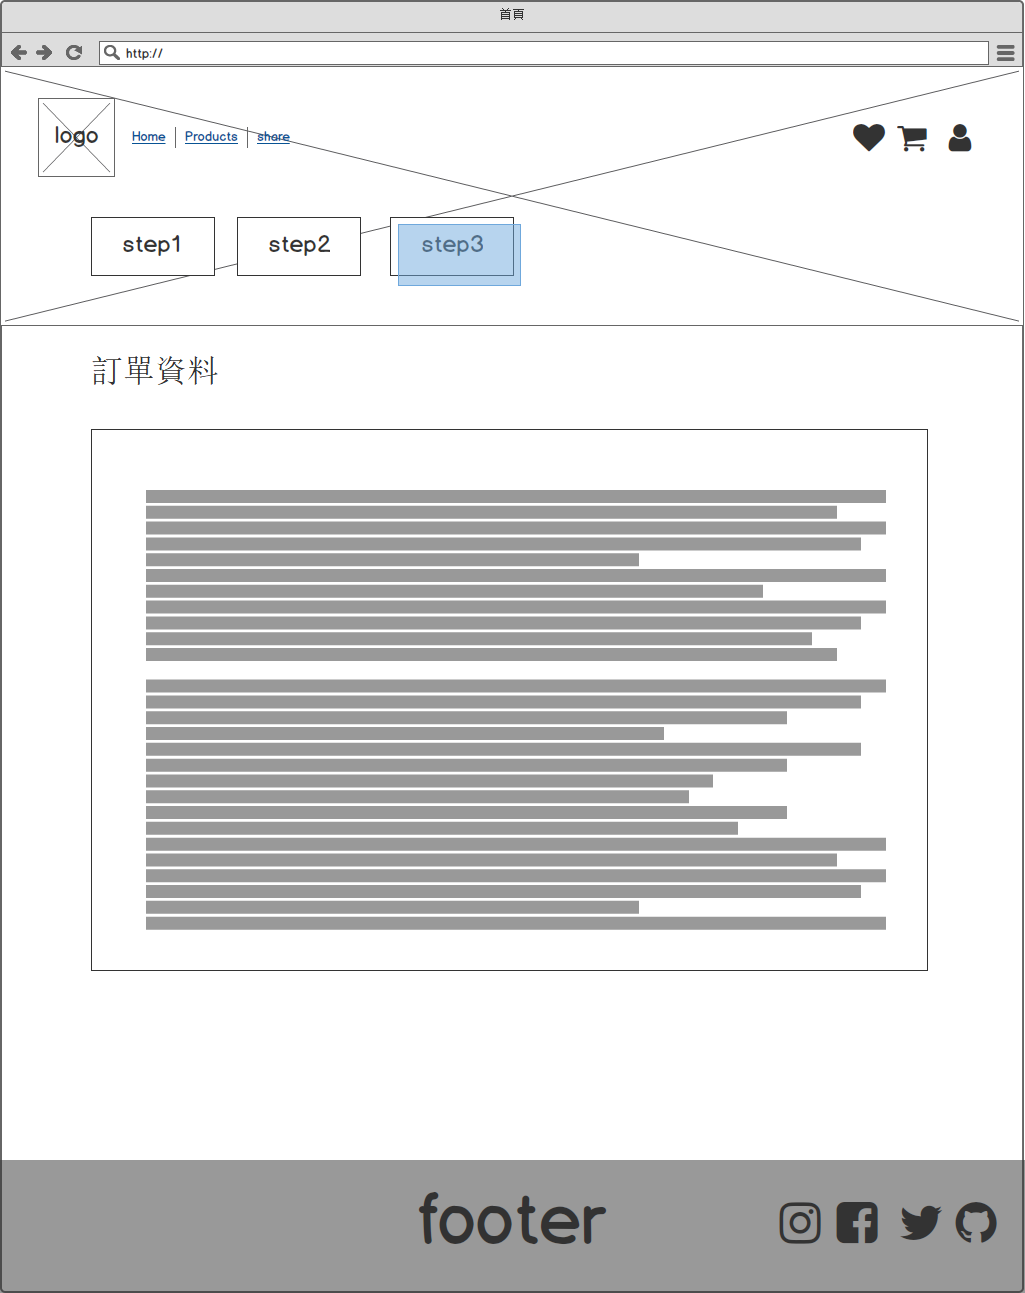 首頁
http://
logo
Home
Products
share
step1
step2
step3
訂單資料
footer